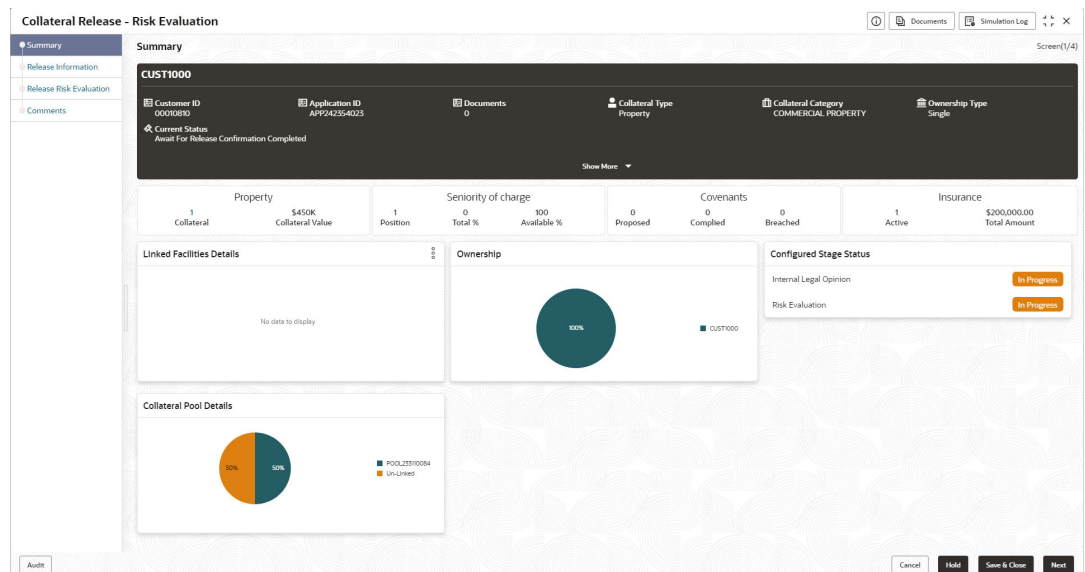 Collateral Release - Risk Evaluation
Documents
Simulation Log
Summary
Release Information
Release Risk Evaluation
Comments
Summary
Screen(1/4)
CUST1000
Customer ID
00010810
Application ID
APP242354023
Documents
0
Collateral Type
Property
Collateral Category
COMMERCIAL PROPERTY
Ownership Type
Single
Current Status
Await For Release Confirmation Completed
Show More
Property
1
Collateral
$450K
Collateral Value
Seniority of charge
1
Position
0
Total %
100
Available %
Covenants
0
Proposed
0
Complied
0
Breached
Insurance
1
Active
$200,000.00
Total Amount
Linked Facilities Details
No data to display
Ownership
100%
CUST1000
Configured Stage Status
Internal Legal Opinion
In Progress
Risk Evaluation
In Progress
Collateral Pool Details
50%
50%
POOL233110084
Un-Linked
Audit
Cancel
Hold
Save & Close
Next